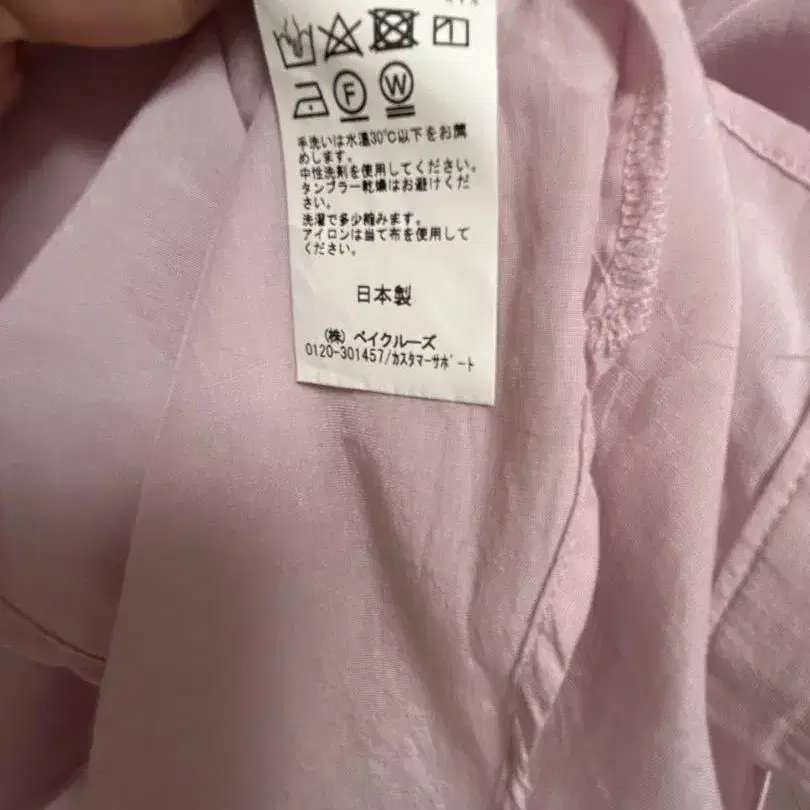 F W
手洗いは水温30℃以下をお薦
めします。
中性洗剤を使用してください。
タンブラー乾燥はお避けくだ
さい。
洗濯で多少縮みます。
アイロンは当て布を使用して
ください。
日本製
(株) ベイクルーズ
0120-301457/カスタマーサポート